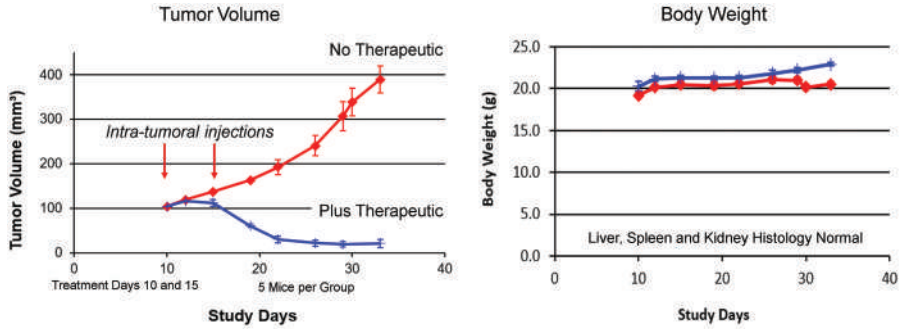 Tumor Volume
No Therapeutic
400
300
200
100
0
Tumor Volume (mm³)
Intra-tumoral injections
Plus Therapeutic
10
20
30
40
Treatment Days 10 and 15
5 Mice per Group
Study Days
Body Weight
25.0
20.0
15.0
10.0
5.0
0.0
Body Weight (g)
Liver, Spleen and Kidney Histology Normal
0
10
20
30
40
Study Days